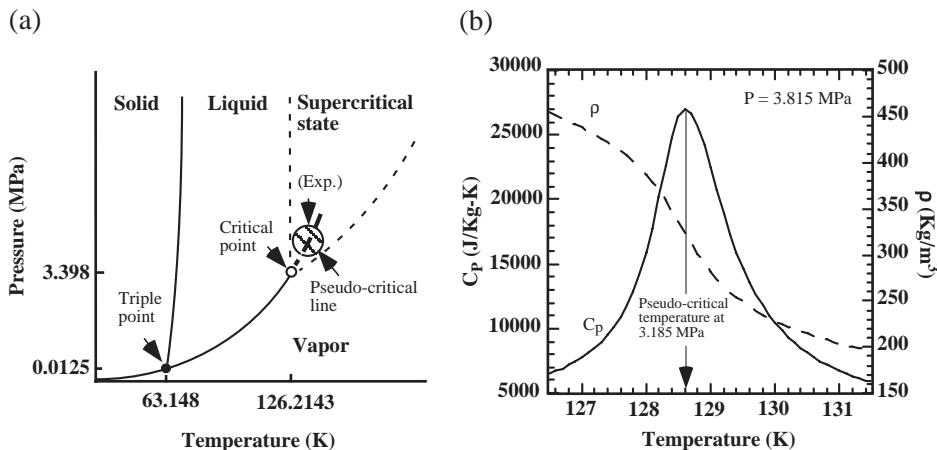 (a)
Pressure (MPa)
3.398
0.0125
Solid
Liquid
Supercritical
state
(Exp.)
Critical
point
Pseudo-critical
line
Triple
point
Vapor
63.148
126.2143
Temperature (K)
(b)
Cp (J/Kg-K)
30000
25000
20000
15000
10000
5000
P = 3.815 MPa
ρ
Cp
Pseudo-critical
temperature at
3.185 MPa
500
450
400
350
300
250
200
150
ρ (Kg/m³)
127
128
129
130
131
Temperature (K)